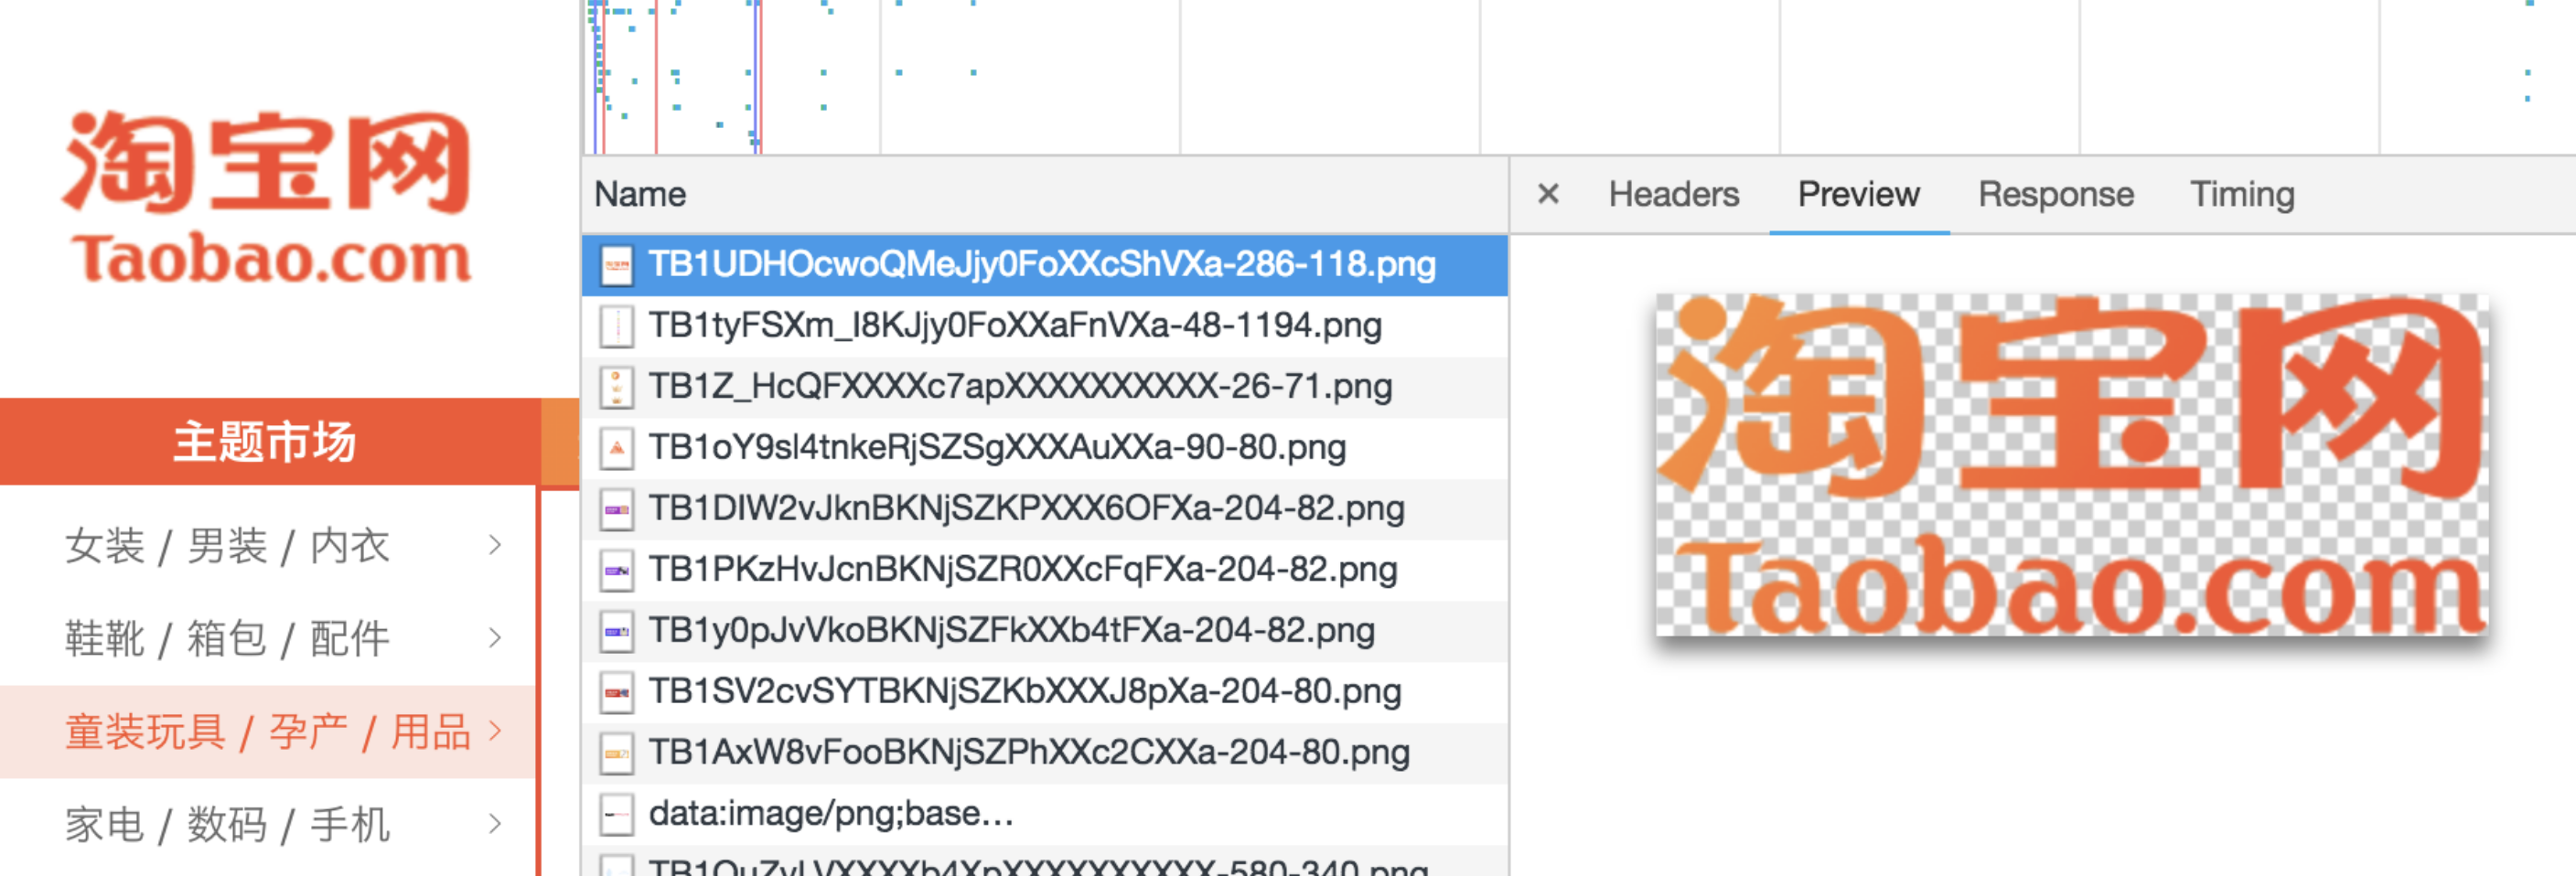 淘宝网
Taobao.com
主题市场
女装 / 男装 / 内衣
鞋靴 / 箱包 / 配件
童装玩具 / 孕产 / 用品
家电 / 数码 / 手机
Name
TB1UDHOcwoQMeJjy0FoXXcShVXa-286-118.png
TB1tyFSXm_I8KJjy0FoXXaFnVXa-48-1194.png
TB1Z_HcQFXXXXc7apXXXXXXXXXX-26-71.png
TB1oY9sl4tnkeRjSZSgXXXAuXXa-90-80.png
TB1DIW2vJknBKNjSZKPXXX6OFXa-204-82.png
TB1PKzHvJcnBKNjSZR0XXcFqFXa-204-82.png
TB1y0pJvVkoBKNjSZFkXXb4tFXa-204-82.png
TB1SV2cvSYTBKNjSZKbXXXJ8pXa-204-80.png
TB1AxW8vFooBKNjSZPhXXc2CXXa-204-80.png
data:image/png;base...
× Headers Preview Response Timing
淘宝网
Taobao.com